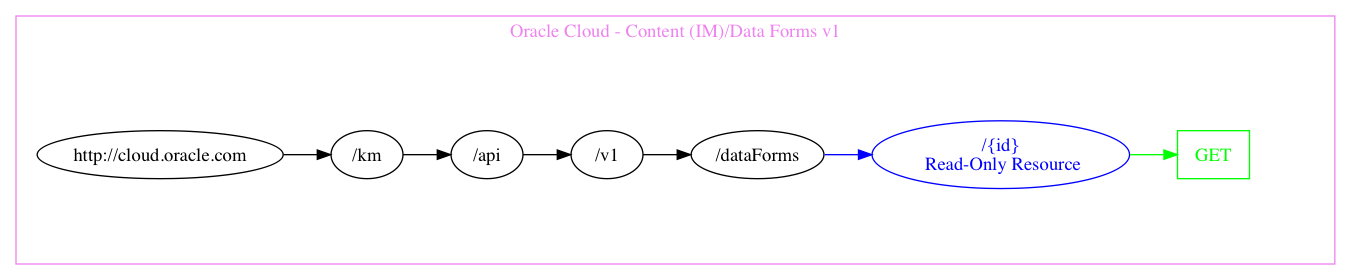 Oracle Cloud - Content (IM)/Data Forms v1
http://cloud.oracle.com
/km
/api
/v1
/dataForms
/{id}
Read-Only Resource
GET